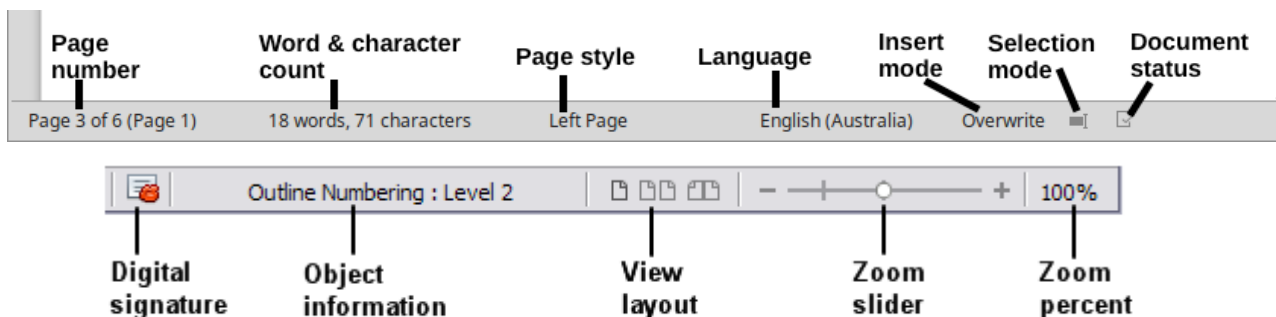 Page number
Word & character count
Page style
Language
Insert mode
Selection mode
Document status
Page 3 of 6 (Page 1)
18 words, 71 characters
Left Page
English (Australia)
Overwrite
Outline Numbering : Level 2
100%
Digital signature
Object information
View layout
Zoom slider
Zoom percent